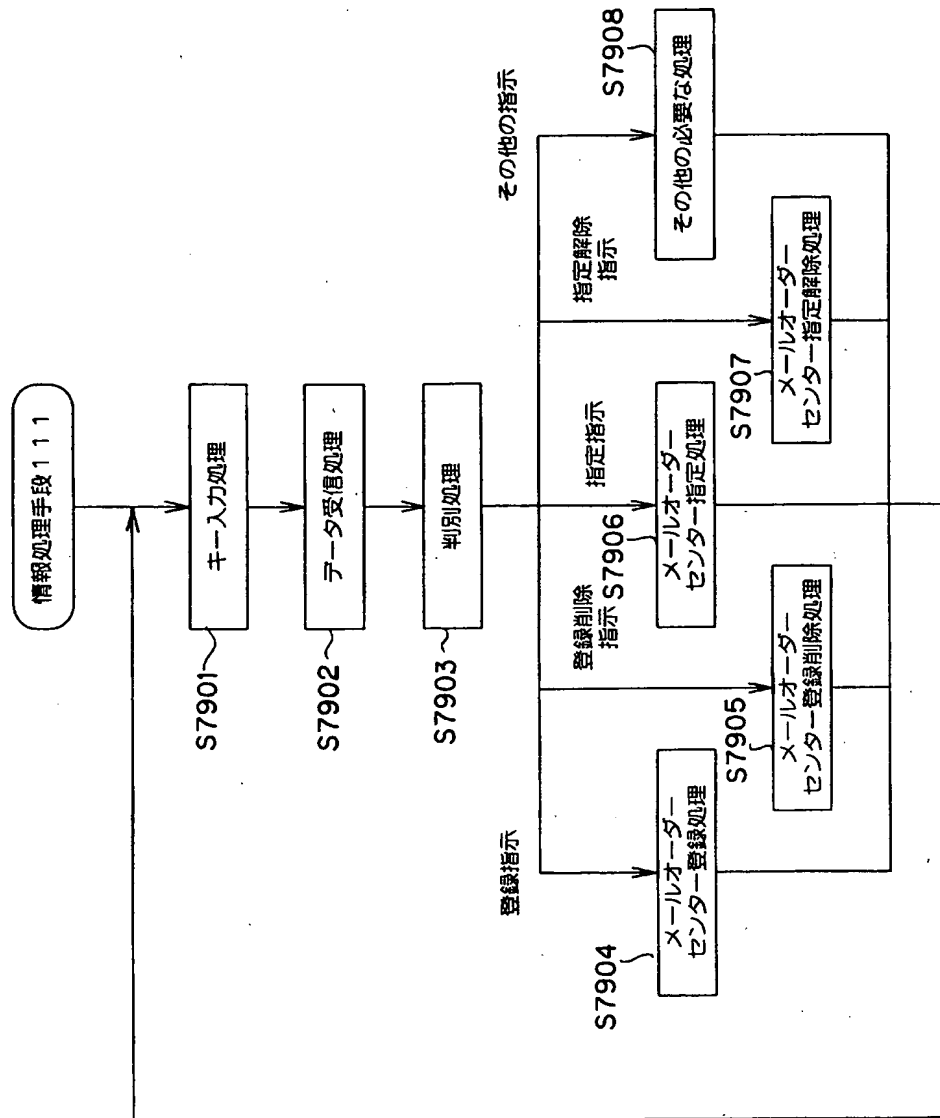 情報処理手段111
S7901
キー入力処理
S7902
データ受信処理
S7903
判別処理
登録指示
登録削除
指示
指定指示
指定解除
指示
その他の指示
S7904
メールオーダー
センター登録処理
S7905
メールオーダー
センター登録削除処理
S7906
メールオーダー
センター指定処理
S7907
メールオーダー
センター指定解除処理
S7908
その他の必要な処理